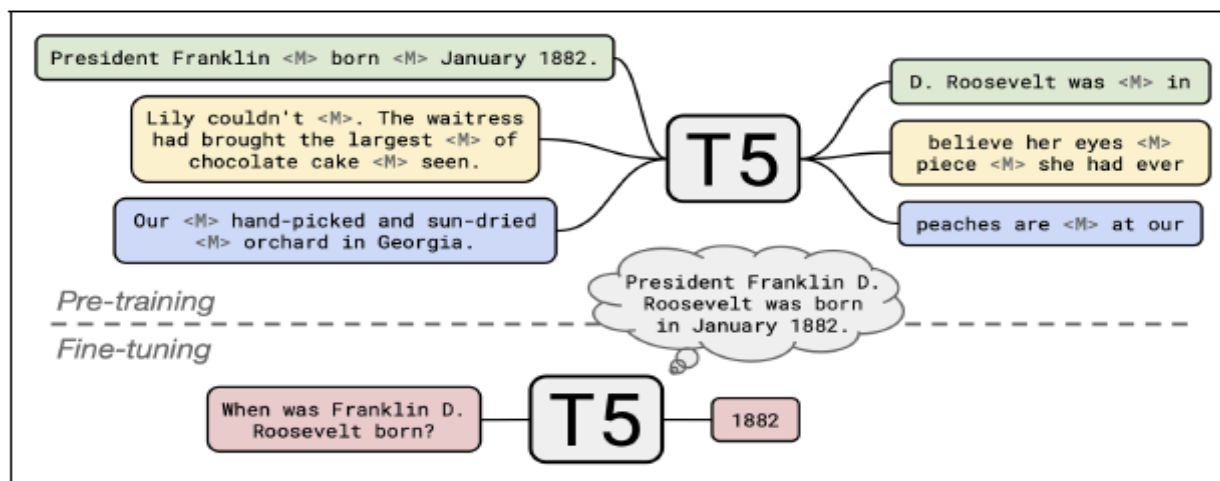 President Franklin <M> born <M> January 1882.
Lily couldn't <M>. The waitress
had brought the largest <M> of
chocolate cake <M> seen.
Our <M> hand-picked and sun-dried
<M> orchard in Georgia.
T5
D. Roosevelt was <M> in
believe her eyes <M>
piece <M> she had ever
peaches are <M> at our
Pre-training
President Franklin D.
Roosevelt was born
in January 1882.
Fine-tuning
When was Franklin D.
Roosevelt born?
T5
1882